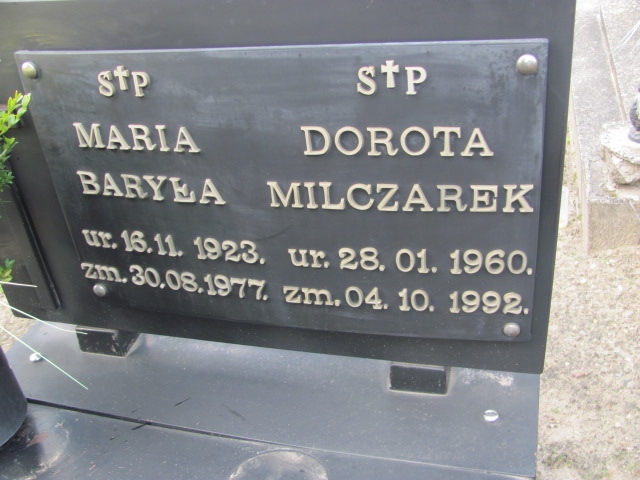 S✝P
MARIA
BARYŁA
ur. 16.11. 1923.
zm. 30.08.1977.
S✝P
DOROTA
MILCZAREK
ur. 28. 01. 1960.
zm. 04. 10. 1992.